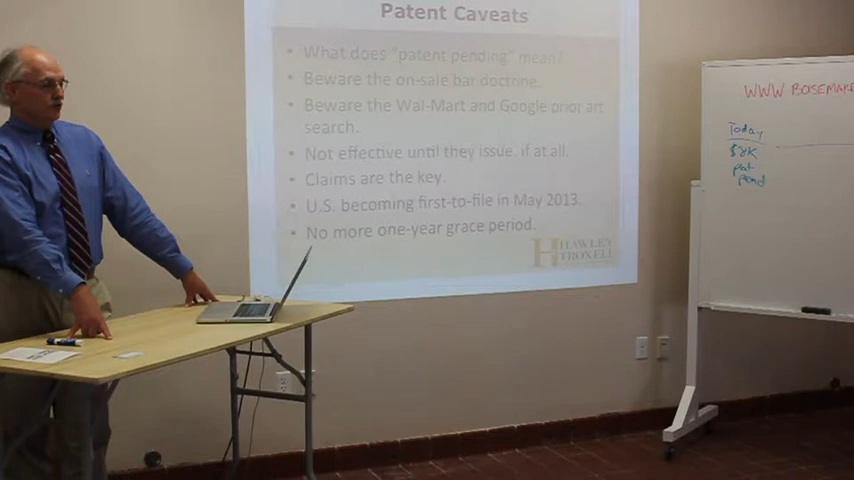 Patent Caveats
• What does "patent pending" mean?
• Beware the on-sale bar doctrine.
• Beware the Wal-Mart and Google prior art
search.
• Not effective until they issue, if at all.
• Claims are the key.
• U.S. becoming first-to-file in May 2013.
• No more one-year grace period.
H HAWLEY
TROXELL
WWW BOISEMAKE
Today
$8K
pat
pend